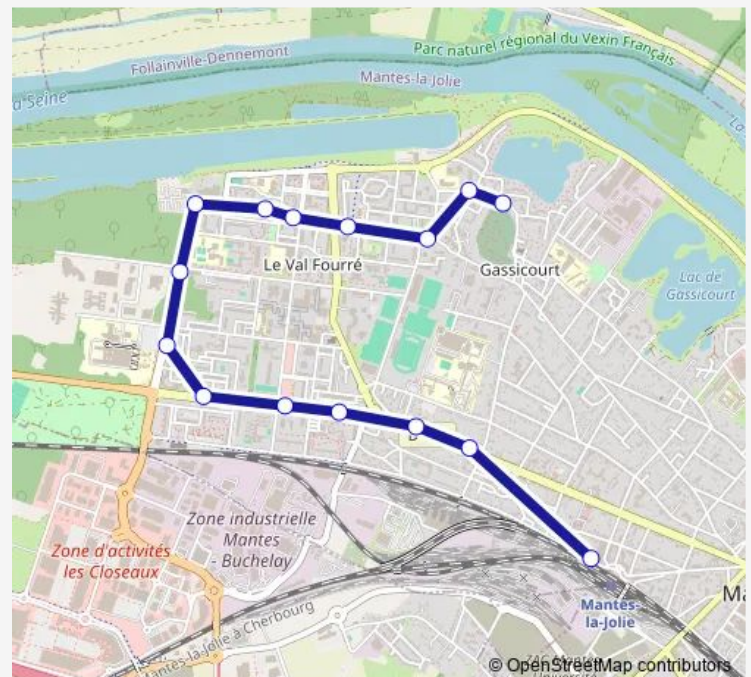 Follainville-Dennemont
Parc naturel régional du Vexin Français
Mantes-la-Jolie
a Seine
Le Val Fourré
Gassicourt
Lac de
Gassicourt
Zone industrielle
Mantes
- Buchelay
Zone d'activités
les Closeaux
Mantes-
la-Jolie
Ma
Mantes-la-Jolie à Cherbourg
© OpenStreetMap contributors